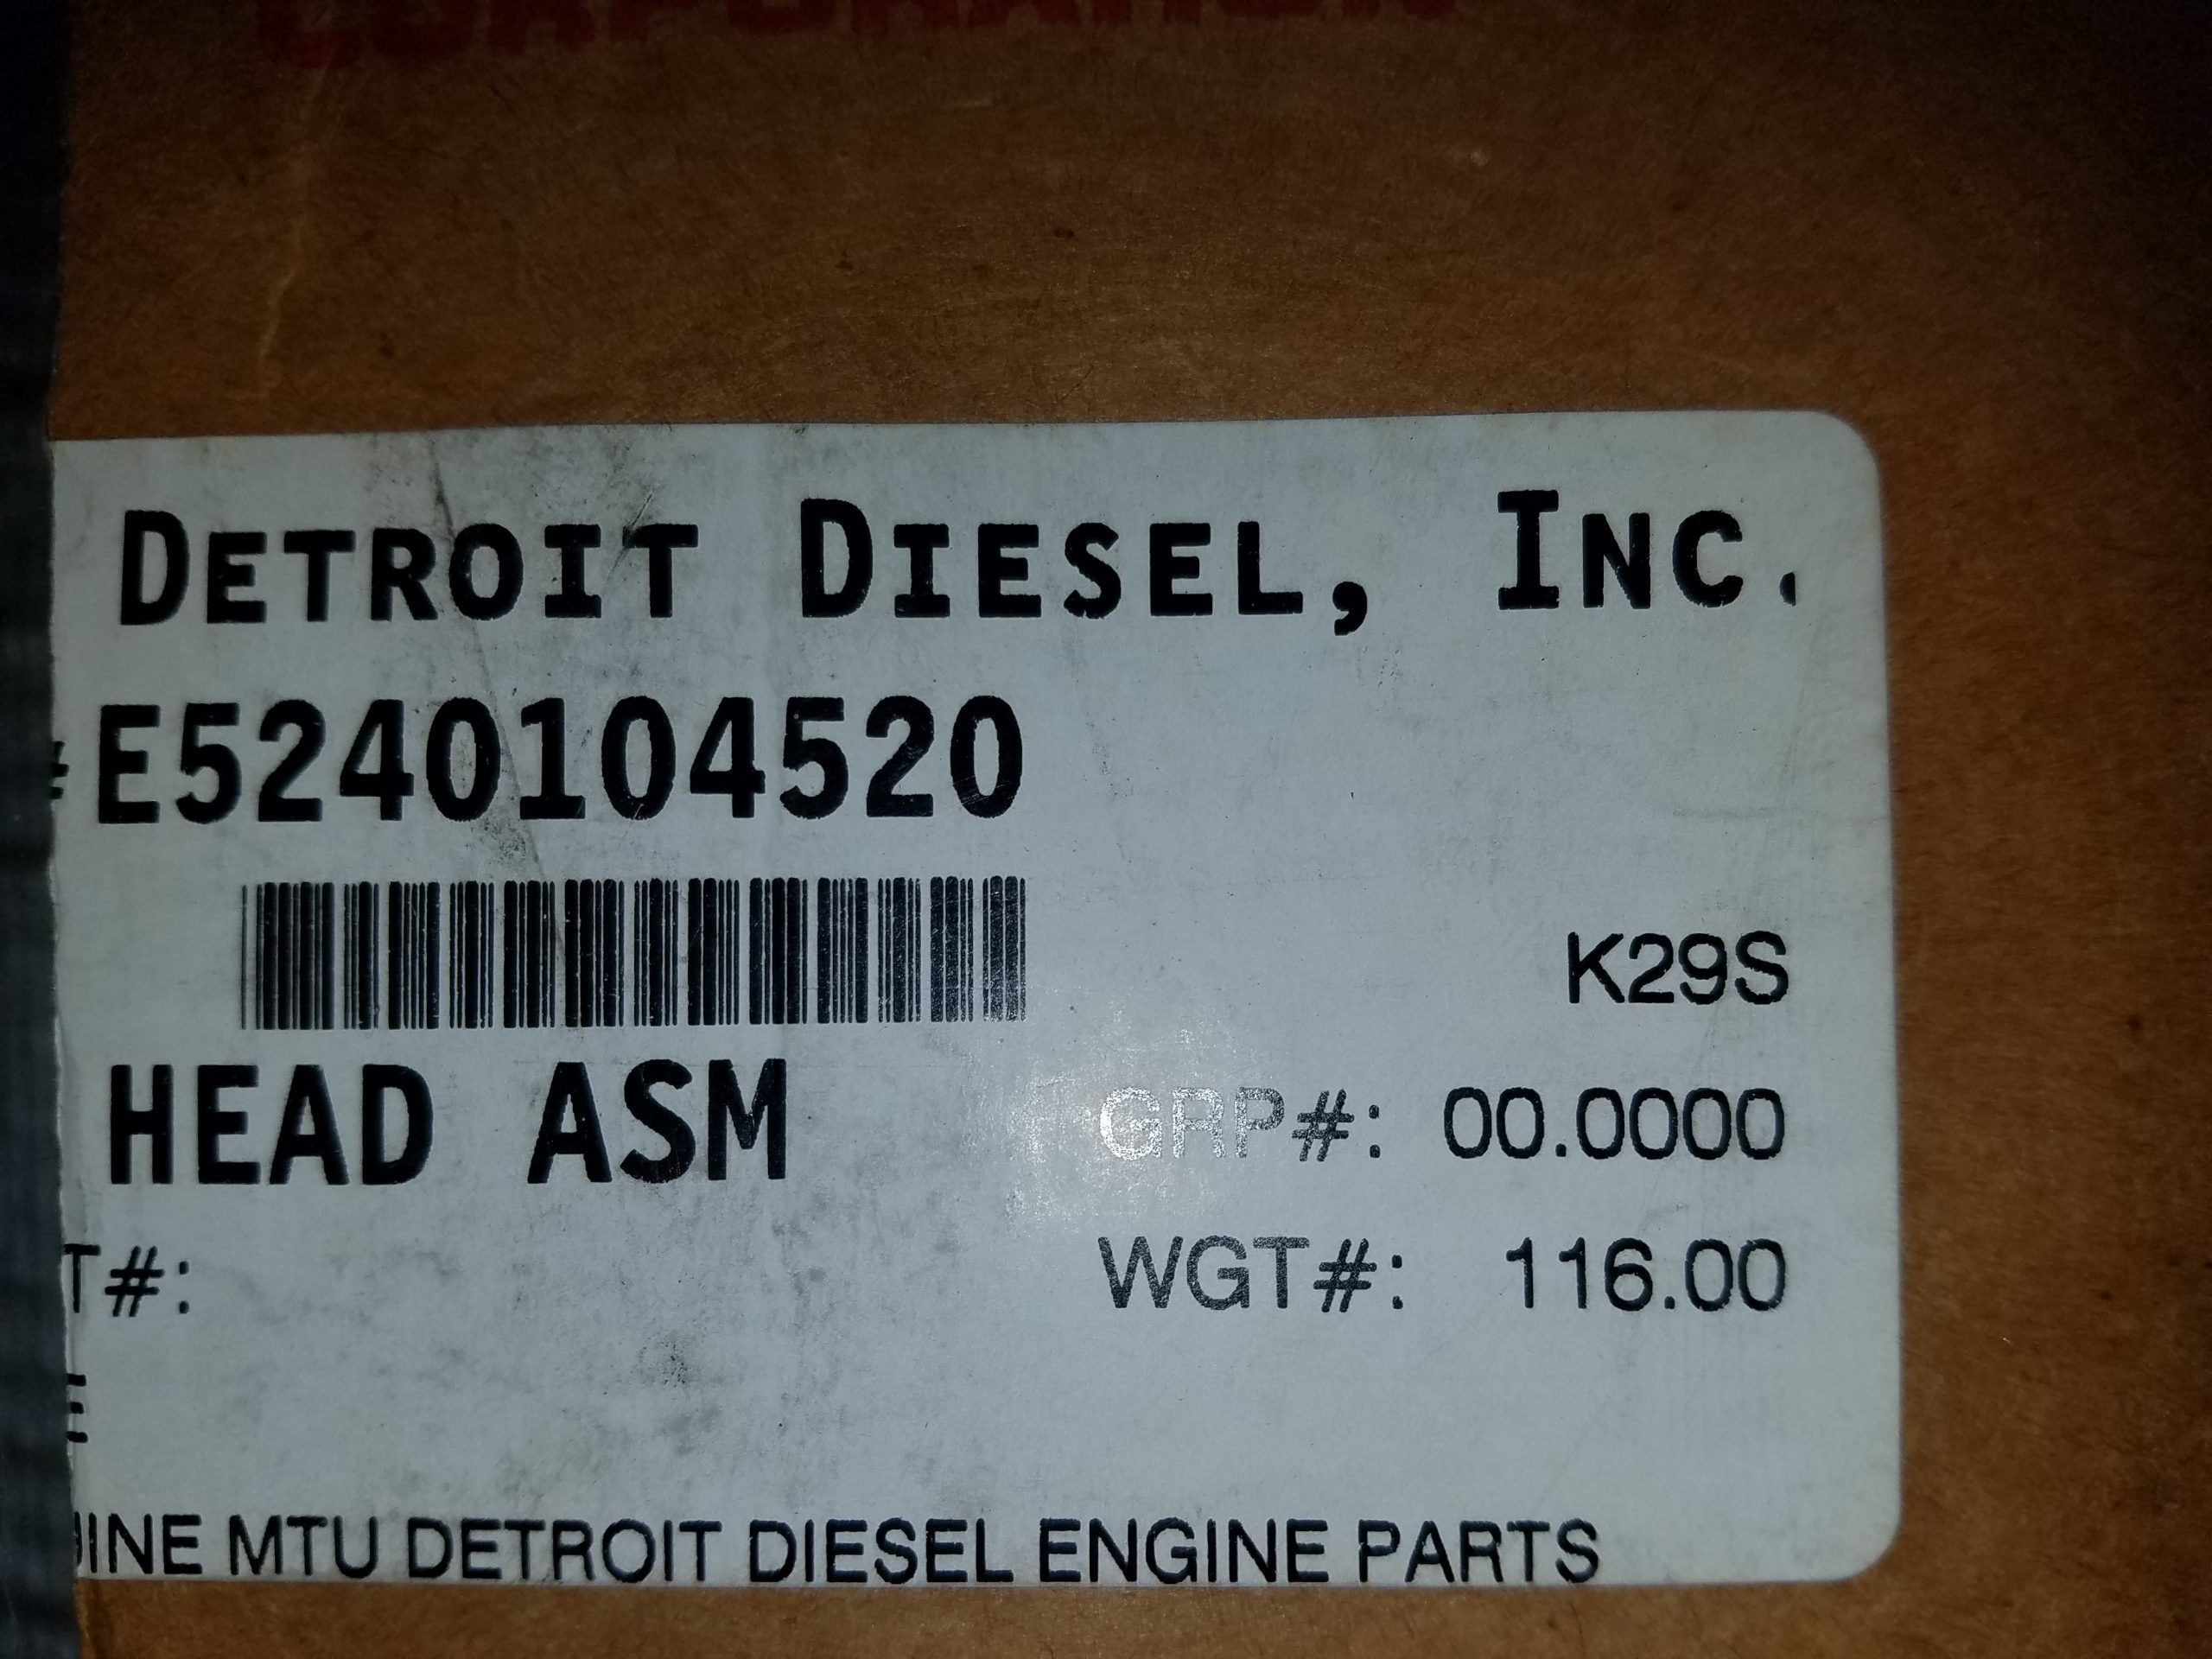 CORPORATION
DETROIT DIESEL, INC.
#E5240104520
K29S
HEAD ASM
GRP#: 00.0000
T#:
WGT#: 116.00
E
INE MTU DETROIT DIESEL ENGINE PARTS